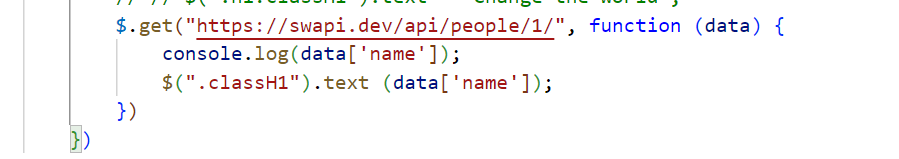 $.get("https://swapi.dev/api/people/1/", function (data) {
console.log(data['name']);
$(".classH1").text (data['name']);
})
})